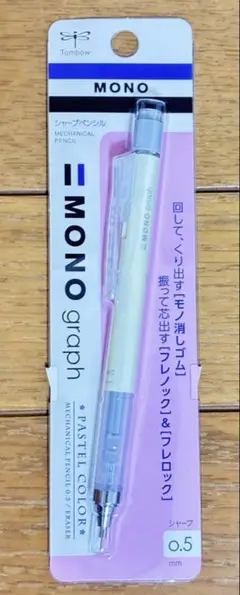 Tombow
MONO
シャープペンシル
MECHANICAL
PENCIL
MONO graph
PASTEL COLOR
MECHANICAL PENCIL 0.5 / ERASER
回して、くり出す[モノ消しゴム]
振って芯出す[フレノック]&[フレロック]
シャープ
0.5
mm